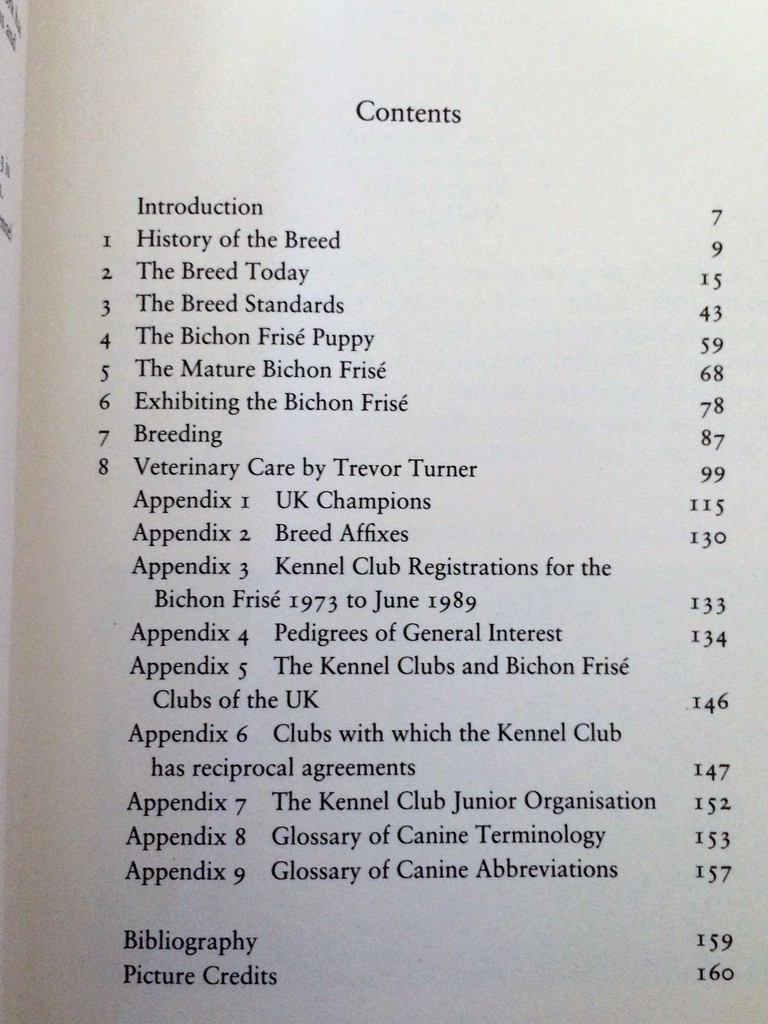 Contents
Introduction 7
1 History of the Breed 9
2 The Breed Today 15
3 The Breed Standards 43
4 The Bichon Frisé Puppy 59
5 The Mature Bichon Frisé 68
6 Exhibiting the Bichon Frisé 78
7 Breeding 87
8 Veterinary Care by Trevor Turner 99
Appendix 1 UK Champions 115
Appendix 2 Breed Affixes 130
Appendix 3 Kennel Club Registrations for the
Bichon Frisé 1973 to June 1989 133
Appendix 4 Pedigrees of General Interest 134
Appendix 5 The Kennel Clubs and Bichon Frisé
Clubs of the UK 146
Appendix 6 Clubs with which the Kennel Club
has reciprocal agreements 147
Appendix 7 The Kennel Club Junior Organisation 152
Appendix 8 Glossary of Canine Terminology 153
Appendix 9 Glossary of Canine Abbreviations 157
Bibliography 159
Picture Credits 160